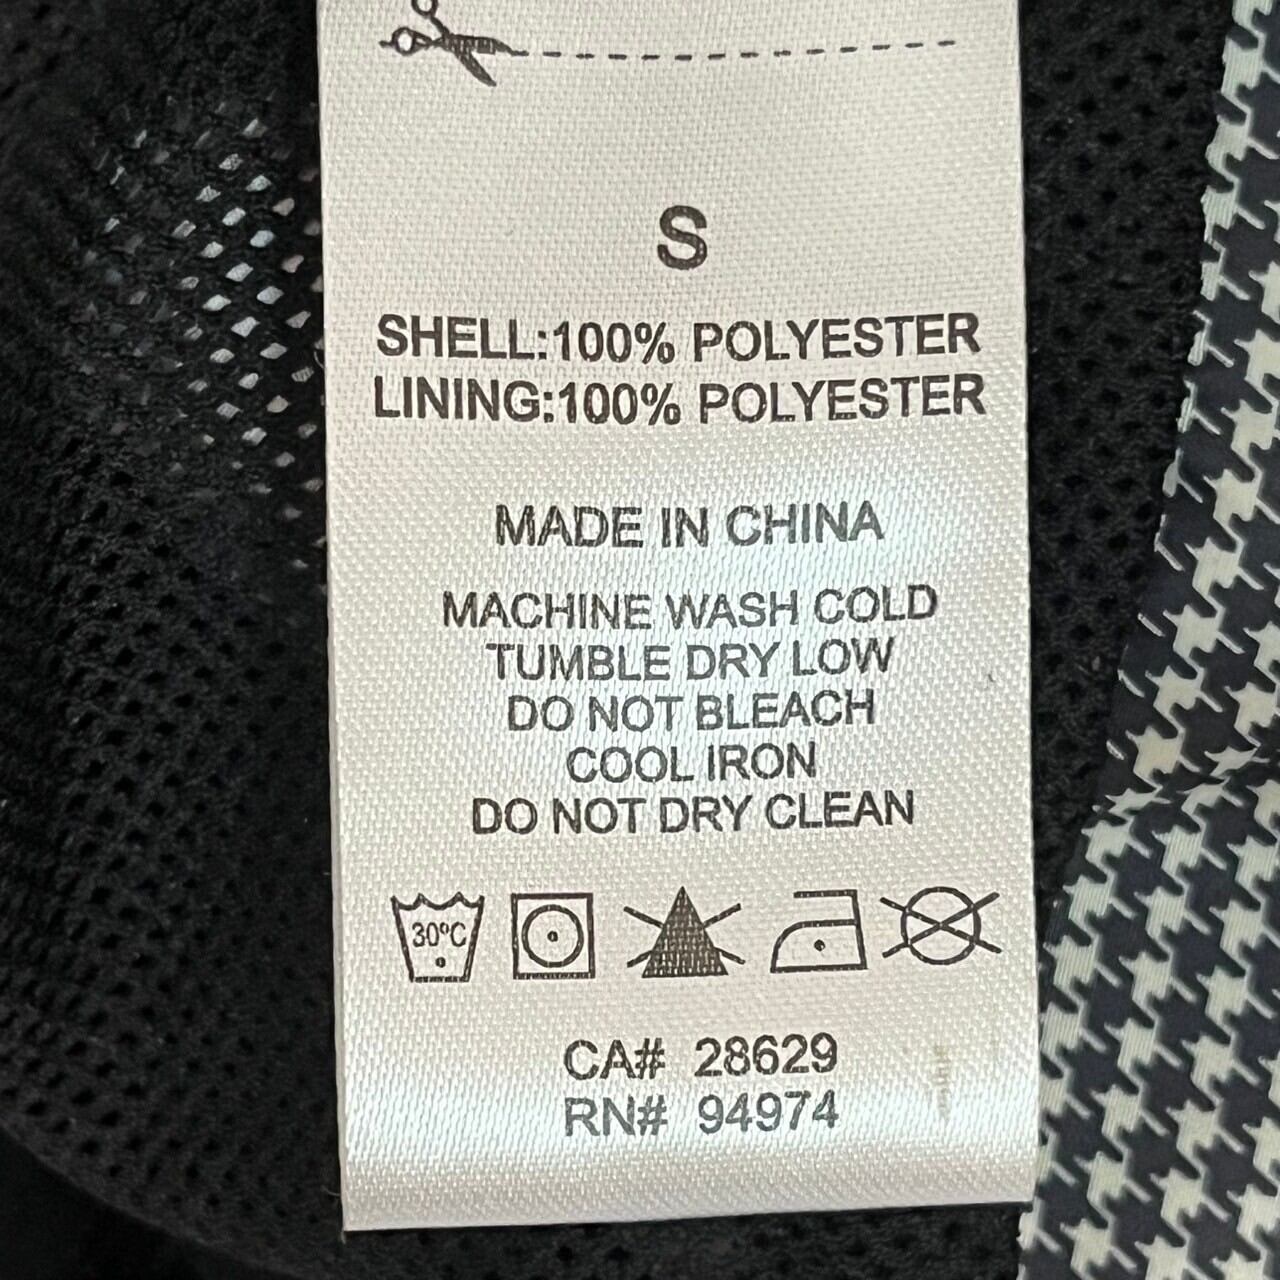 S
SHELL:100% POLYESTER
LINING:100% POLYESTER
MADE IN CHINA
MACHINE WASH COLD
TUMBLE DRY LOW
DO NOT BLEACH
COOL IRON
DO NOT DRY CLEAN
30°C
CA# 28629
RN# 94974